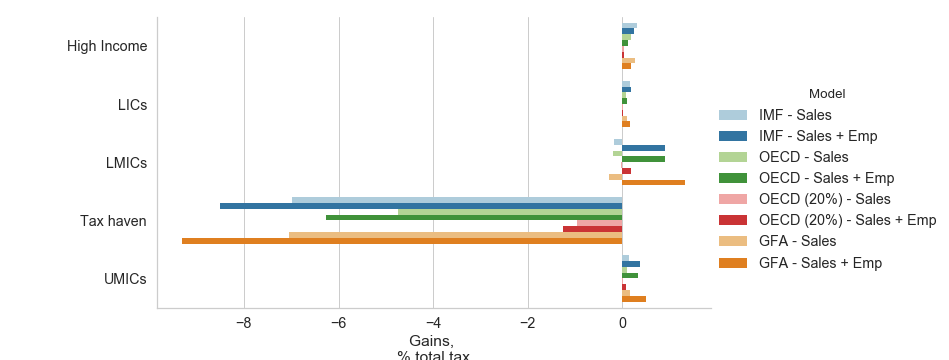 High Income
LICs
LMICs
Tax haven
UMICs
−8 −6 −4 −2 0
Gains,
% total tax
Model
IMF - Sales
IMF - Sales + Emp
OECD - Sales
OECD - Sales + Emp
OECD (20%) - Sales
OECD (20%) - Sales + Emp
GFA - Sales
GFA - Sales + Emp